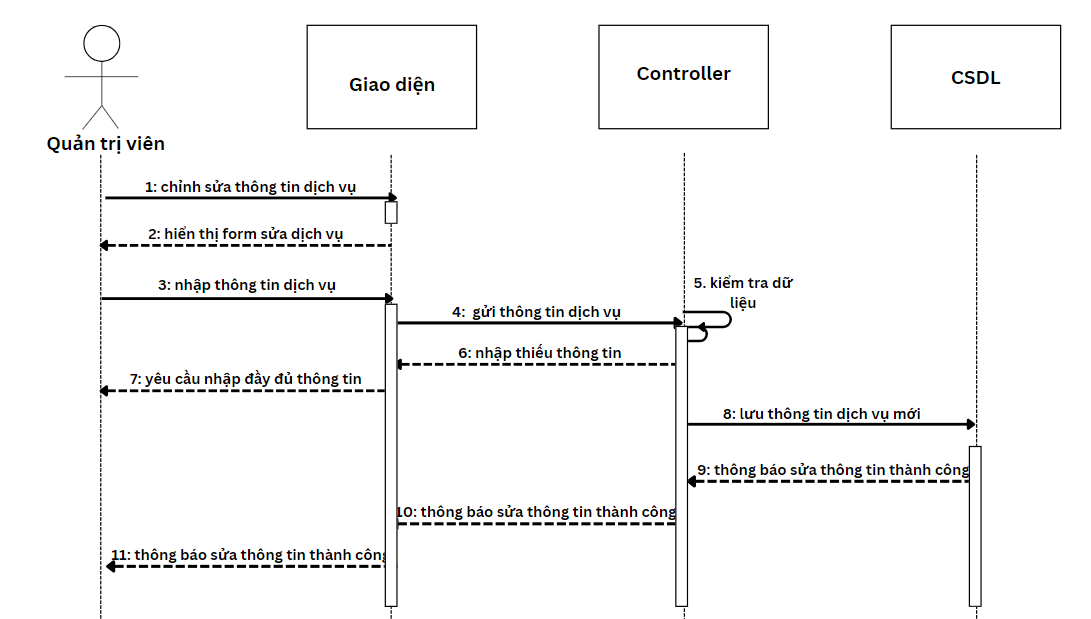 Quản trị viên
Giao diện
Controller
CSDL
1: chỉnh sửa thông tin dịch vụ
2: hiển thị form sửa dịch vụ
3: nhập thông tin dịch vụ
4: gửi thông tin dịch vụ
5. kiểm tra dữ
liệu
6: nhập thiếu thông tin
7: yêu cầu nhập đầy đủ thông tin
8: lưu thông tin dịch vụ mới
9: thông báo sửa thông tin thành công
10: thông báo sửa thông tin thành công
11: thông báo sửa thông tin thành công